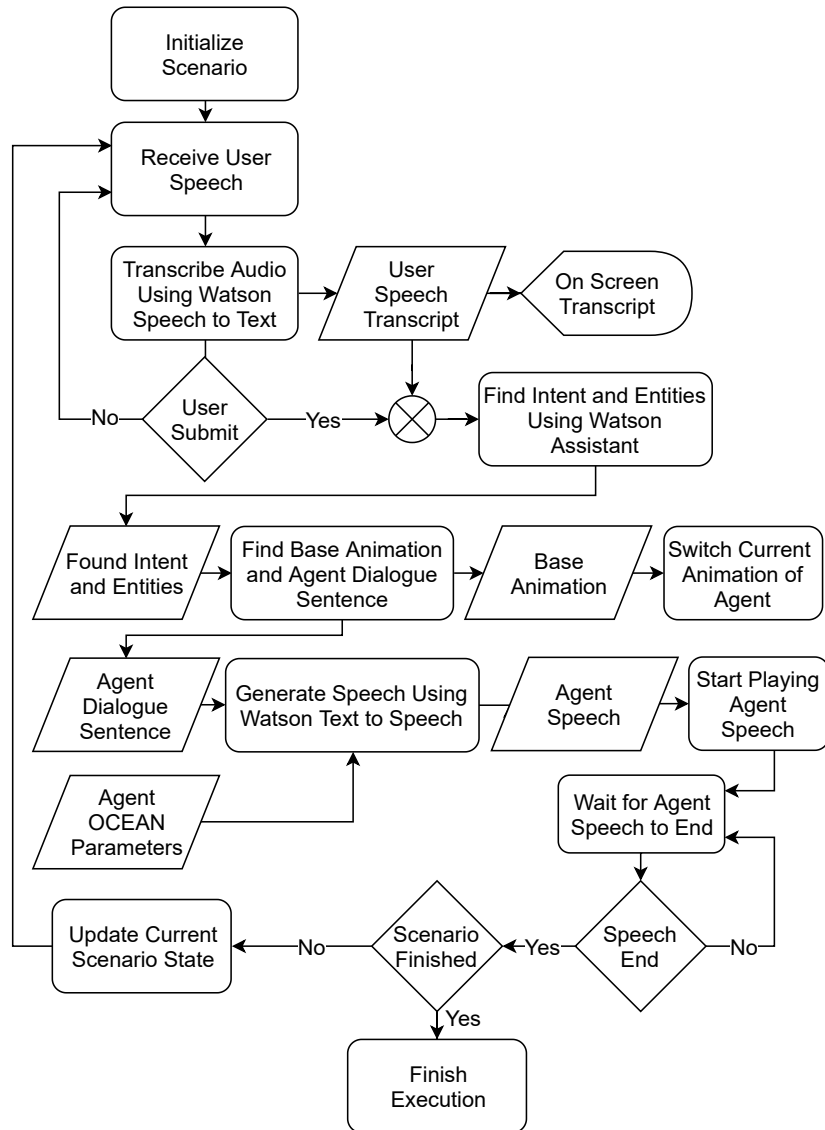 Initialize
Scenario
Receive User
Speech
Transcribe Audio
Using Watson
Speech to Text
User
Speech
Transcript
On Screen
Transcript
No
User
Submit
Yes
Find Intent and Entities
Using Watson
Assistant
Found Intent
and Entities
Find Base Animation
and Agent Dialogue
Sentence
Base
Animation
Switch Current
Animation of
Agent
Agent
Dialogue
Sentence
Generate Speech Using
Watson Text to Speech
Agent
Speech
Start Playing
Agent
Speech
Agent
OCEAN
Parameters
Wait for Agent
Speech to End
Update Current
Scenario State
No
Scenario
Finished
Yes
Speech
End
No
Yes
Finish
Execution